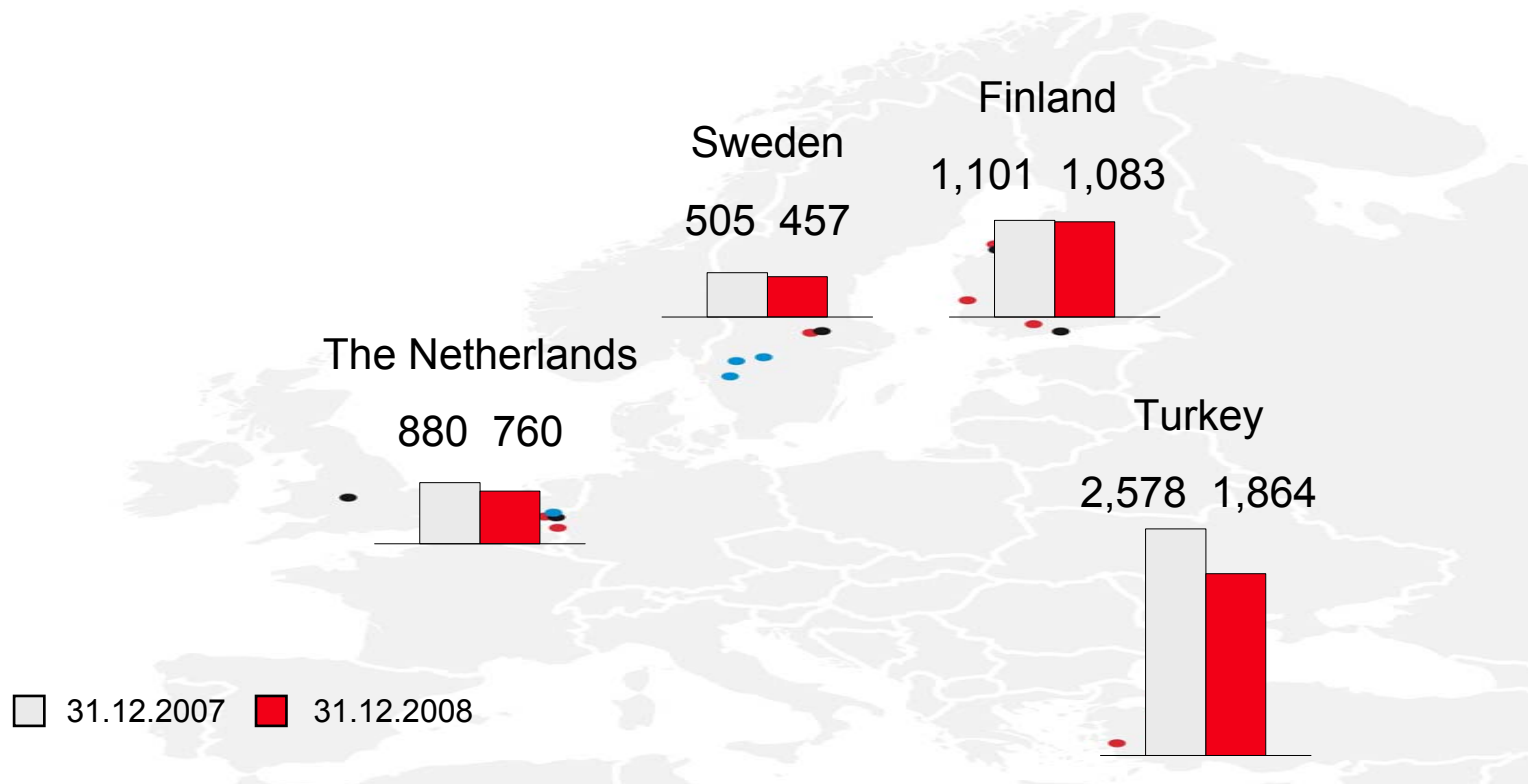 Finland
1,101 1,083
Sweden
505 457
The Netherlands
880 760
Turkey
2,578 1,864
31.12.2007 31.12.2008